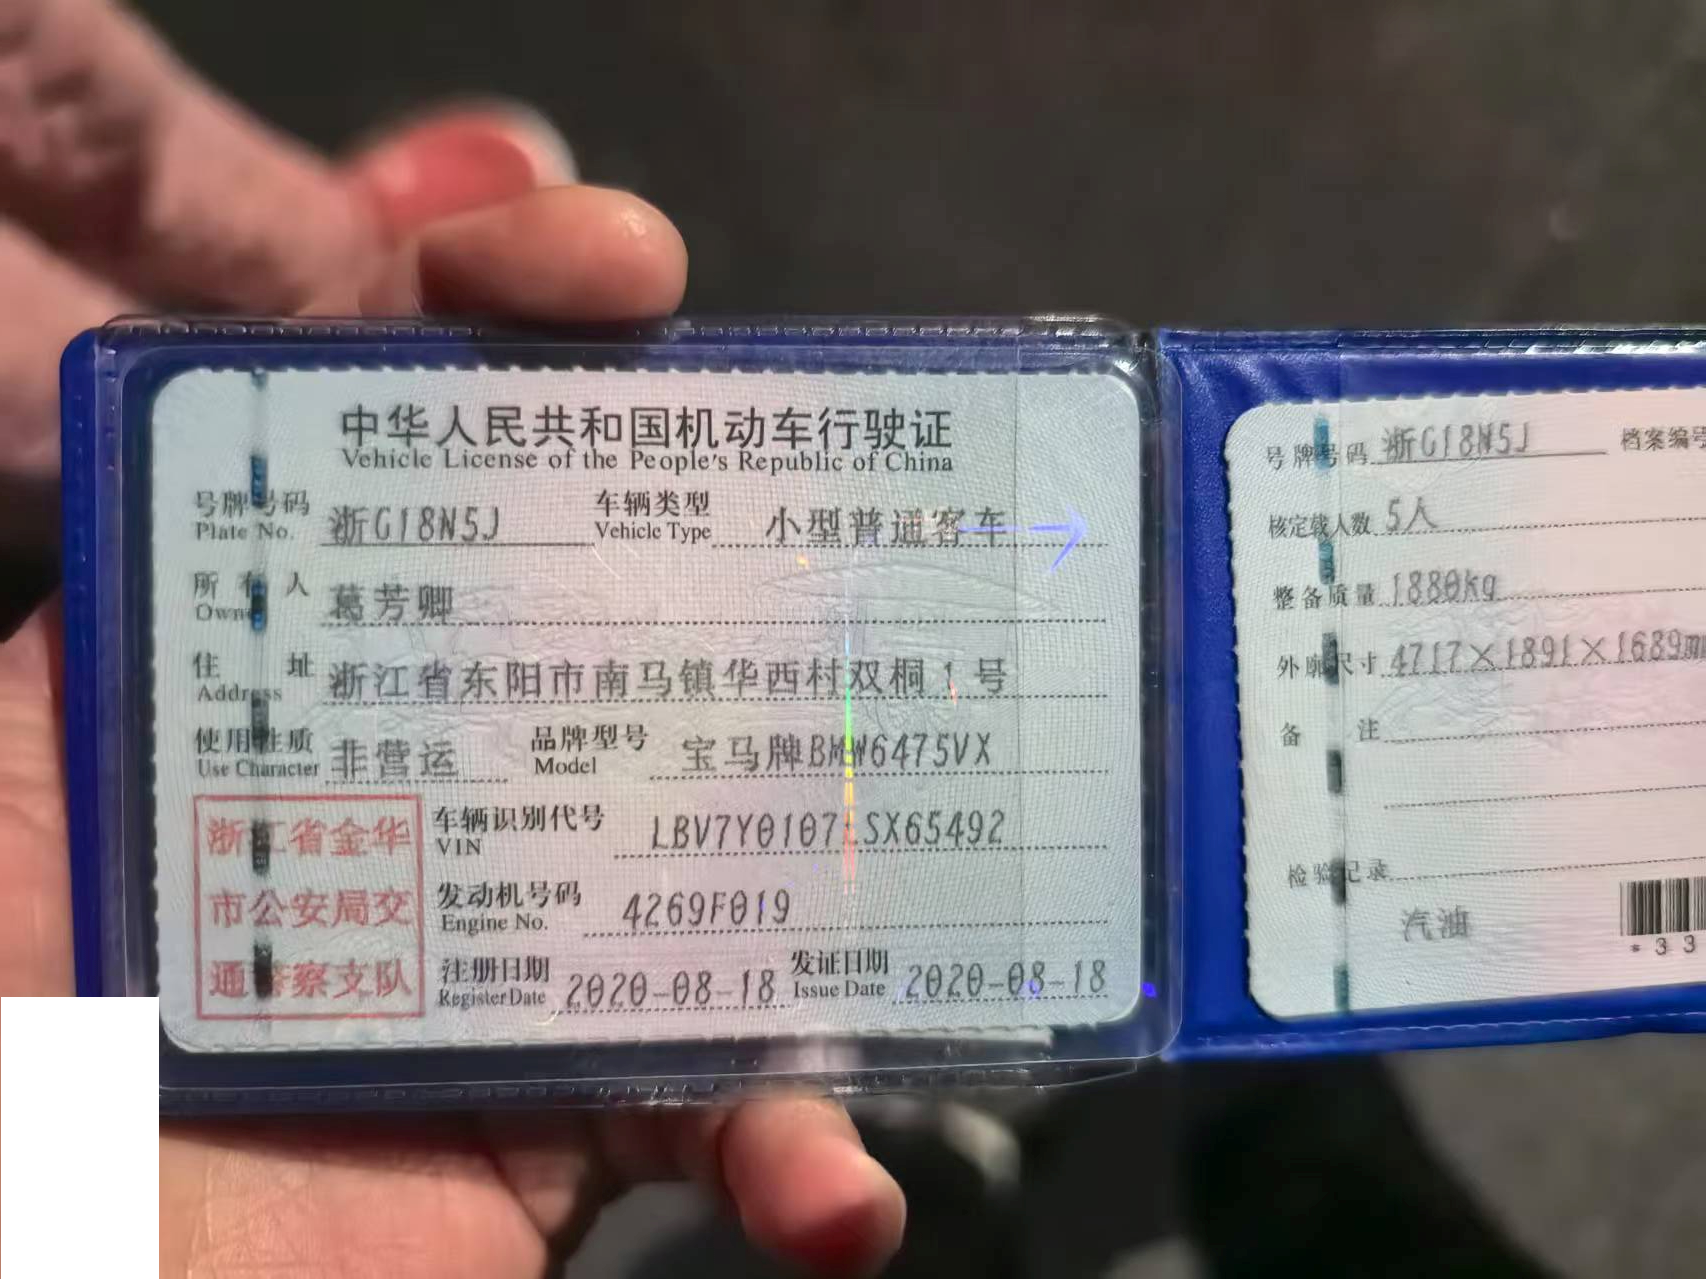 中华人民共和国机动车行驶证
Vehicle License of the People's Republic of China
号牌号码 浙G18N5J 车辆类型 小型普通客车
Plate No. Vehicle Type
所有人 葛芳卿
Owner
住址 浙江省东阳市南马镇华西村双桐1号
Address
使用性质 非营运 品牌型号 宝马牌BMW6475VX
Use Character Model
浙江省金华
市公安局交
通警察支队
车辆识别代号 LBV7Y0107LSX65492
VIN
发动机号码 4269F019
Engine No.
注册日期 2020-08-18 发证日期 2020-08-18
Register Date Issue Date
号牌号码 浙G18N5J 档案编号
核定载人数 5人
整备质量 1880kg
外廓尺寸 4717×1891×1689m
备注
检验记录
汽油
*33